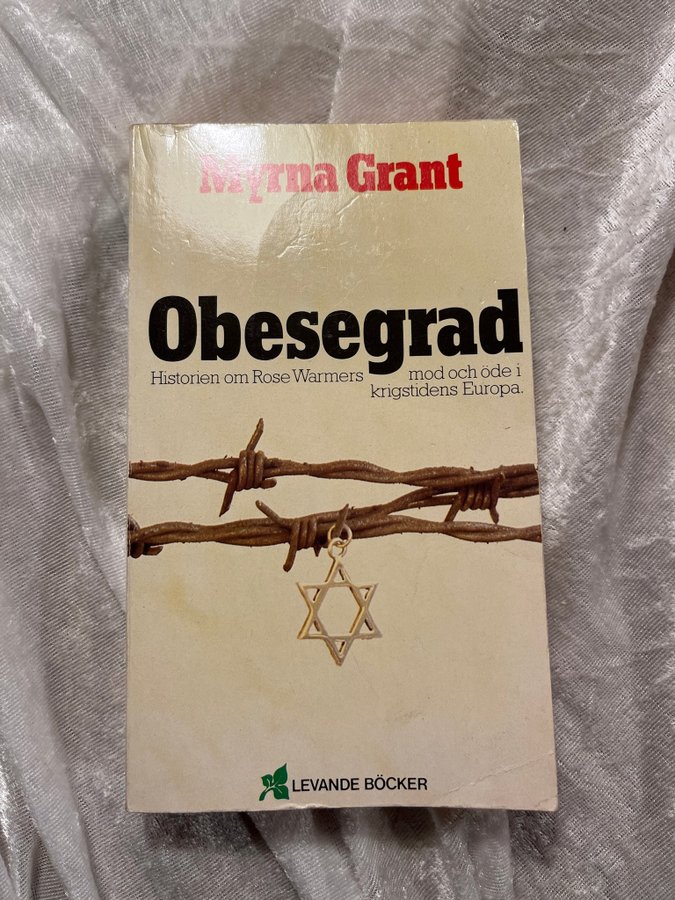 Myrna Grant
Obesegrad
Historien om Rose Warmers mod och öde i
krigstidens Europa.
LEVANDE BÖCKER